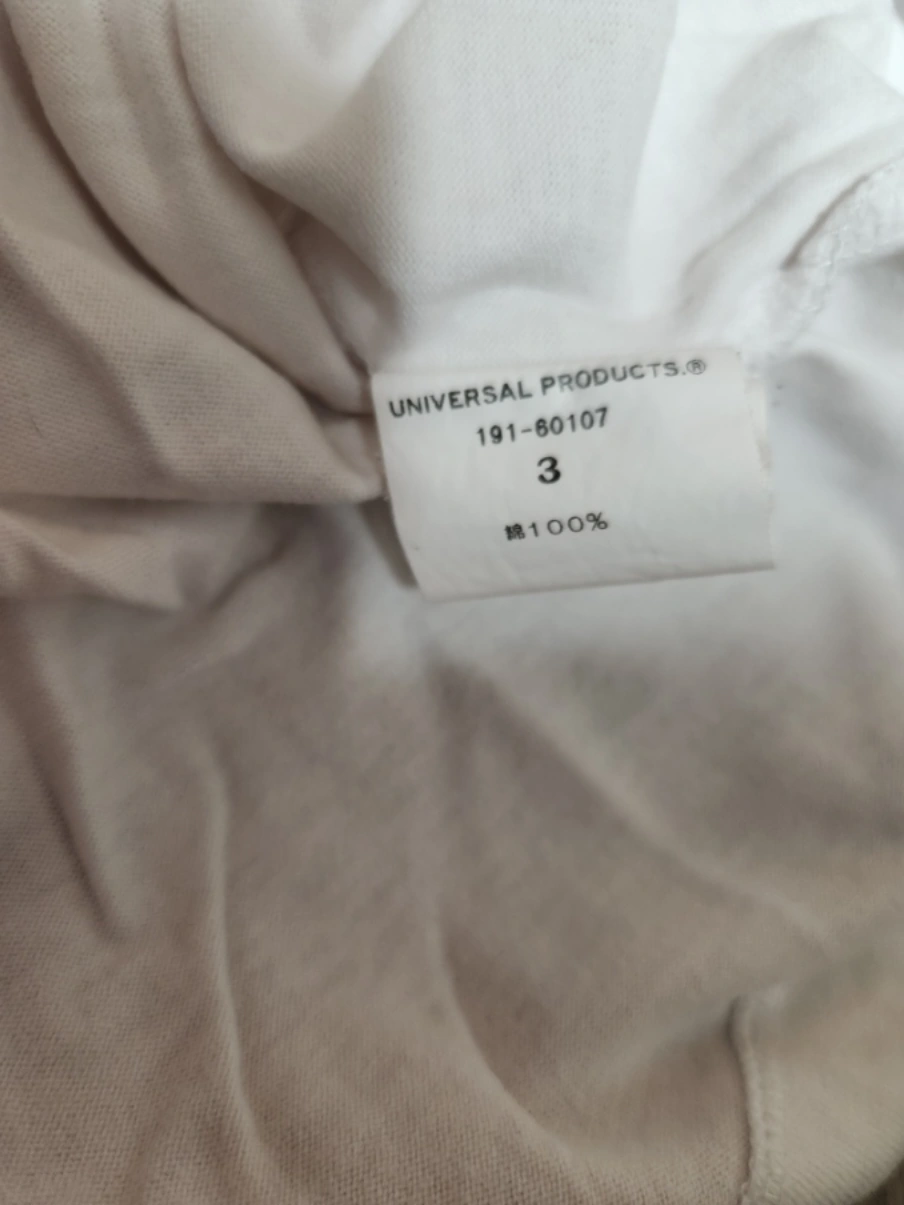 UNIVERSAL PRODUCTS.®
191-60107
3
綿100%